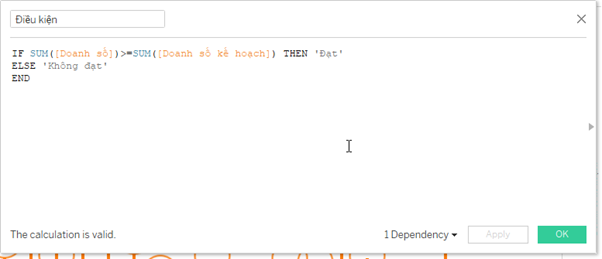 Điều kiện
IF SUM([Doanh số])>=SUM([Doanh số kế hoạch]) THEN 'Đạt'
ELSE 'Không đạt'
END
The calculation is valid.
1 Dependency
Apply
OK